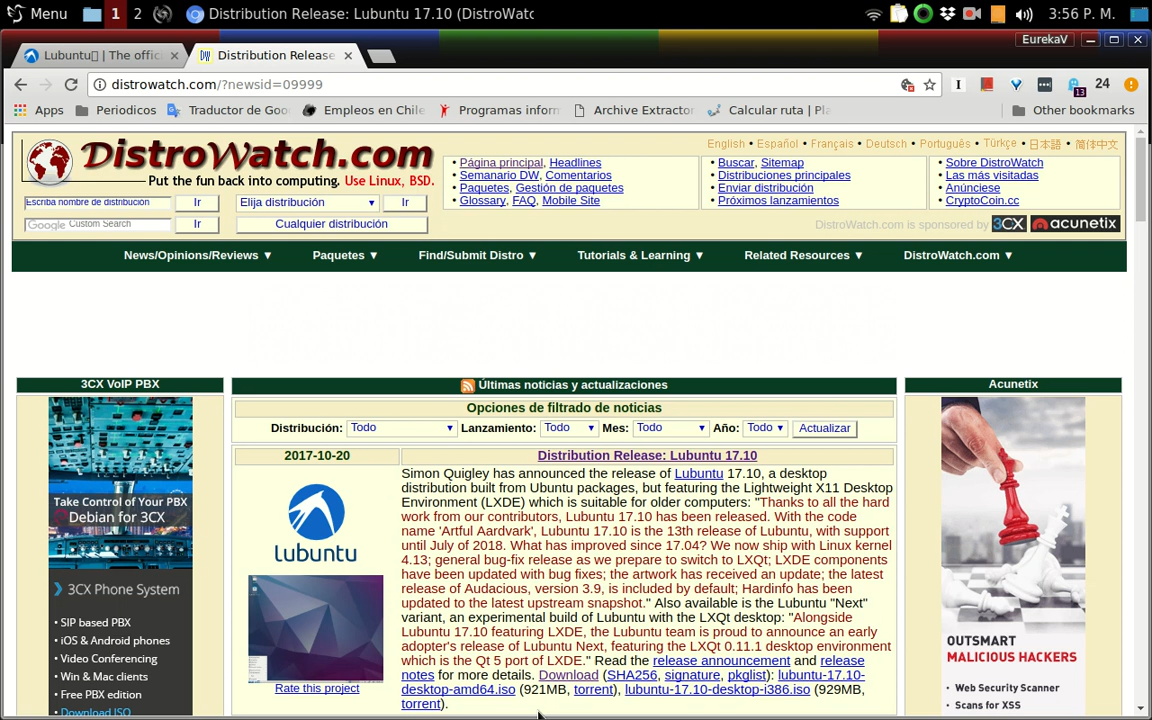 Menu
1
2
Distribution Release: Lubuntu 17.10 (DistroWatc
3:56 P. M.
Lubuntu | The offic
Distribution Release
EurekaV
distrowatch.com/?newsid=09999
13
24
Apps
Periodicos
Traductor de Goo
Empleos en Chile
Programas inform
Archive Extractor
Calcular ruta | Pla
Other bookmarks
DistroWatch.com
Put the fun back into computing. Use Linux, BSD.
English • Español • Français • Deutsch • Português • Türkçe • 日本語 • 简体中文
• Página principal, Headlines
• Semanario DW, Comentarios
• Paquetes, Gestión de paquetes
• Glossary, FAQ, Mobile Site
• Buscar, Sitemap
• Distribuciones principales
• Enviar distribución
• Próximos lanzamientos
• Sobre DistroWatch
• Las más visitadas
• Anúnciese
• CryptoCoin.cc
Escriba nombre de distribución
Ir
Elija distribución
Ir
Google Custom Search
Ir
Cualquier distribución
DistroWatch.com is sponsored by 3CX acunetix
News/Opinions/Reviews ▼
Paquetes ▼
Find/Submit Distro ▼
Tutorials & Learning ▼
Related Resources ▼
DistroWatch.com ▼
3CX VoIP PBX
Take Control of Your PBX
Debian for 3CX
3CX Phone System
• SIP based PBX
• iOS & Android phones
• Video Conferencing
• Win & Mac clients
• Free PBX edition
• Download ISO
Últimas noticias y actualizaciones
Opciones de filtrado de noticias
Distribución: Todo Lanzamiento: Todo Mes: Todo Año: Todo Actualizar
2017-10-20
lubuntu
Rate this project
Distribution Release: Lubuntu 17.10
Simon Quigley has announced the release of Lubuntu 17.10, a desktop
distribution built from Ubuntu packages, but featuring the Lightweight X11 Desktop
Environment (LXDE) which is suitable for older computers: "Thanks to all the hard
work from our contributors, Lubuntu 17.10 has been released. With the code
name 'Artful Aardvark', Lubuntu 17.10 is the 13th release of Lubuntu, with support
until July of 2018. What has improved since 17.04? We now ship with Linux kernel
4.13; general bug-fix release as we prepare to switch to LXQt; LXDE components
have been updated with bug fixes; the artwork has received an update; the latest
release of Audacious, version 3.9, is included by default; Hardinfo has been
updated to the latest upstream snapshot." Also available is the Lubuntu "Next"
variant, an experimental build of Lubuntu with the LXQt desktop: "Alongside
Lubuntu 17.10 featuring LXDE, the Lubuntu team is proud to announce an early
adopter's release of Lubuntu Next, featuring the LXQt 0.11.1 desktop environment
which is the Qt 5 port of LXDE." Read the release announcement and release
notes for more details. Download (SHA256, signature, pkglist): lubuntu-17.10-
desktop-amd64.iso (921MB, torrent), lubuntu-17.10-desktop-i386.iso (929MB,
torrent).
Acunetix
OUTSMART
MALICIOUS HACKERS
• Web Security Scanner
• Scans for XSS